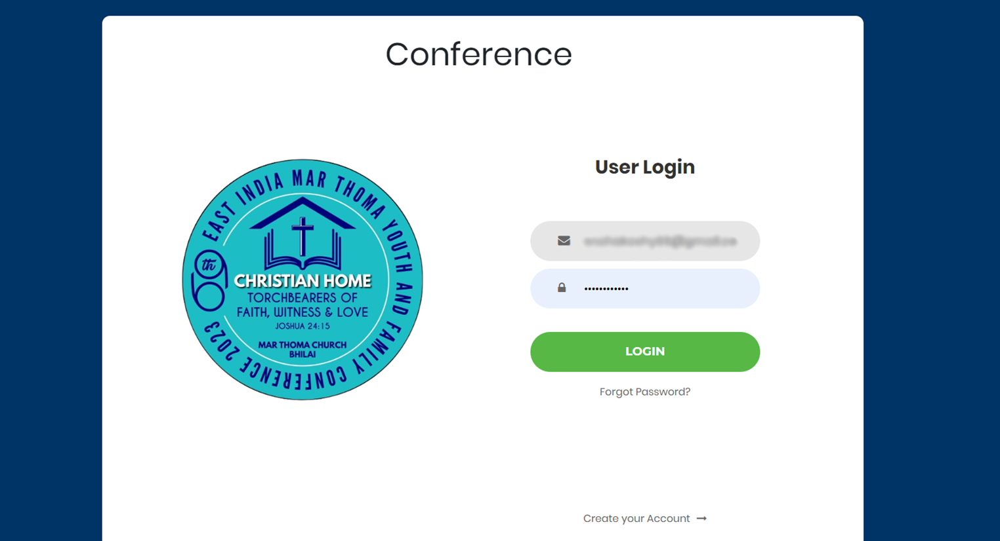 Conference
EAST INDIA MAR THOMA YOUTH AND FAMILY CONFERENCE 2023
60th
CHRISTIAN HOME
TORCHBEARERS OF
FAITH, WITNESS & LOVE
JOSHUA 24:15
MAR THOMA CHURCH
BHILAI
User Login
LOGIN
Forgot Password?
Create your Account